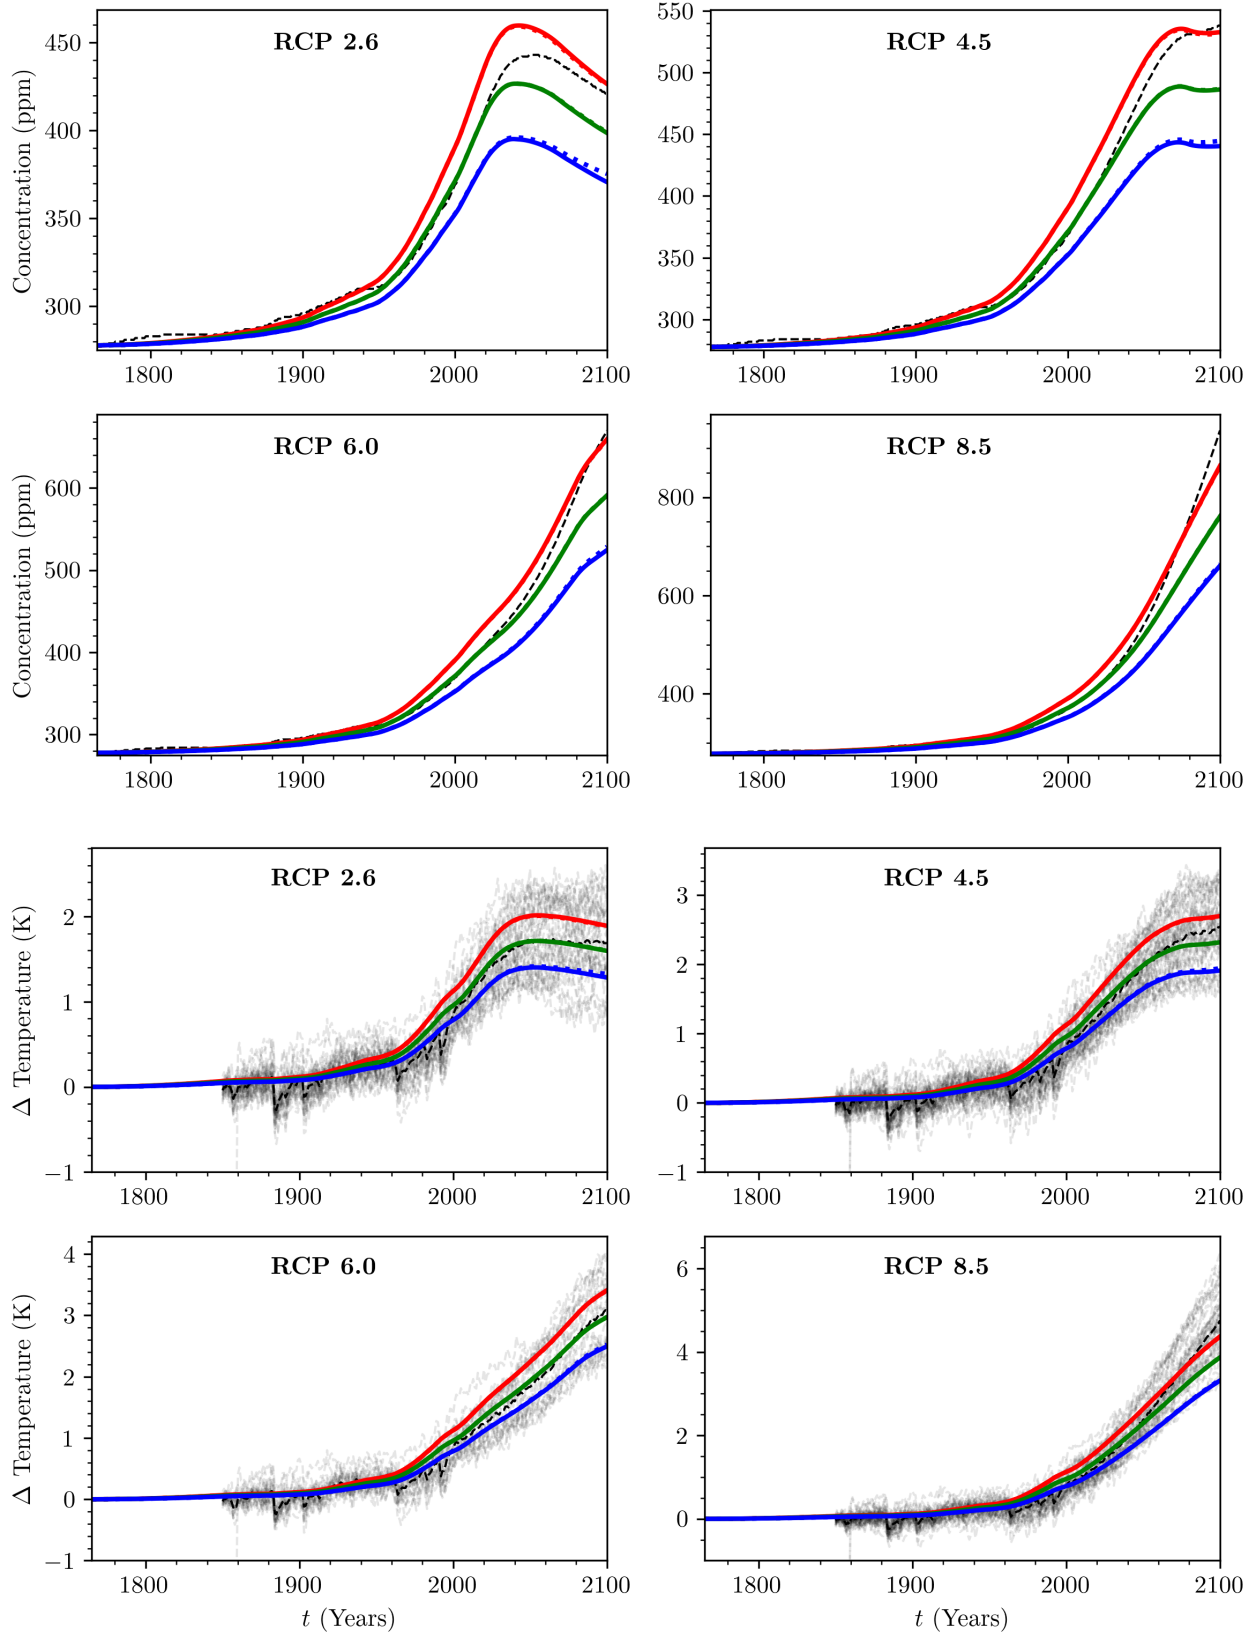 RCP 2.6
Concentration (ppm)
450
400
350
300
1800 1900 2000 2100
RCP 4.5
550
500
450
400
350
300
1800 1900 2000 2100
RCP 6.0
Concentration (ppm)
600
500
400
300
1800 1900 2000 2100
RCP 8.5
800
600
400
1800 1900 2000 2100
RCP 2.6
Δ Temperature (K)
2
1
0
−1
1800 1900 2000 2100
RCP 4.5
3
2
1
0
−1
1800 1900 2000 2100
RCP 6.0
Δ Temperature (K)
4
3
2
1
0
−1
1800 1900 2000 2100
t (Years)
RCP 8.5
6
4
2
0
1800 1900 2000 2100
t (Years)